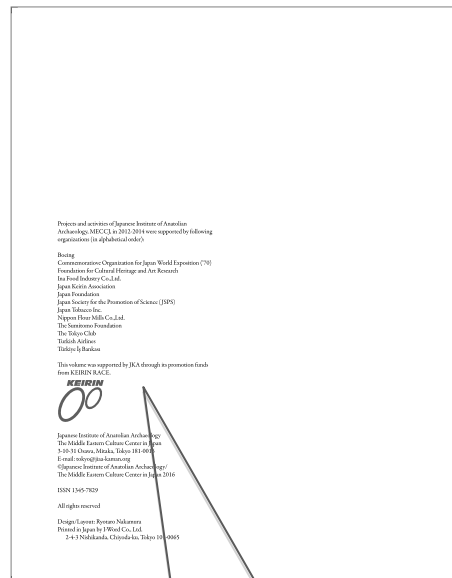 Projects and activities of Japanese Institute of Anatolian
Archaeology, MECCJ, in 2012-2014 were supported by following
organizations (in alphabetical order):
Boeing
Commemorative Organization for Japan World Exposition ('70)
Foundation for Cultural Heritage and Art Research
Ina Food Industry Co.,Ltd.
Japan Keirin Association
Japan Foundation
Japan Society for the Promotion of Science (JSPS)
Japan Tobacco Inc.
Nippon Flour Mills Co.,Ltd.
The Sumitomo Foundation
The Tokyo Club
Turkish Airlines
Türkiye İş Bankası
This volume was supported by JKA through its promotion funds
from KEIRIN RACE.
KEIRIN
Japanese Institute of Anatolian Archaeology
The Middle Eastern Culture Center in Japan
3-10-31 Osawa, Mitaka, Tokyo 181-0015
E-mail: tokyo@jiaa-kaman.org
©Japanese Institute of Anatolian Archaeology/
The Middle Eastern Culture Center in Japan 2016
ISSN 1345-7829
All rights reserved
Design/Layout: Ryotaro Nakamura
Printed in Japan by I-Word Co., Ltd.
2-4-3 Nishikanda, Chiyoda-ku, Tokyo 101-0065